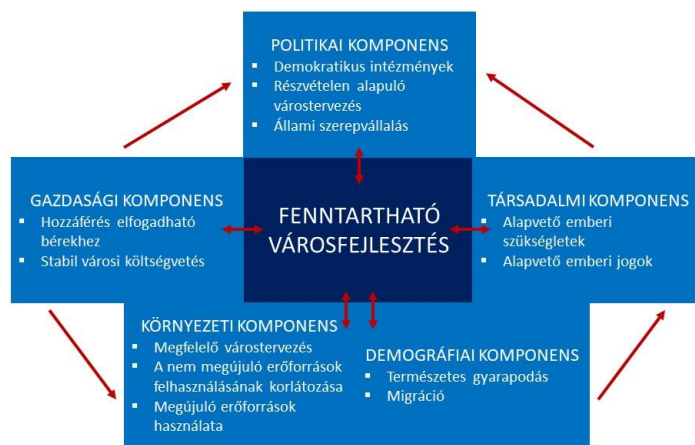 POLITIKAI KOMPONENS
▪ Demokratikus intézmények
▪ Részvételen alapuló
várostervezés
▪ Állami szerepvállalás
GAZDASÁGI KOMPONENS
▪ Hozzáférés elfogadható
bérekhez
▪ Stabil városi költségvetés
FENNTARTHATÓ
VÁROSFEJLESZTÉS
TÁRSADALMI KOMPONENS
▪ Alapvető emberi
szükségletek
▪ Alapvető emberi jogok
KÖRNYEZETI KOMPONENS
▪ Megfelelő várostervezés
▪ A nem megújuló erőforrások
felhasználásának korlátozása
▪ Megújuló erőforrások
használata
DEMOGRÁFIAI KOMPONENS
▪ Természetes gyarapodás
▪ Migráció